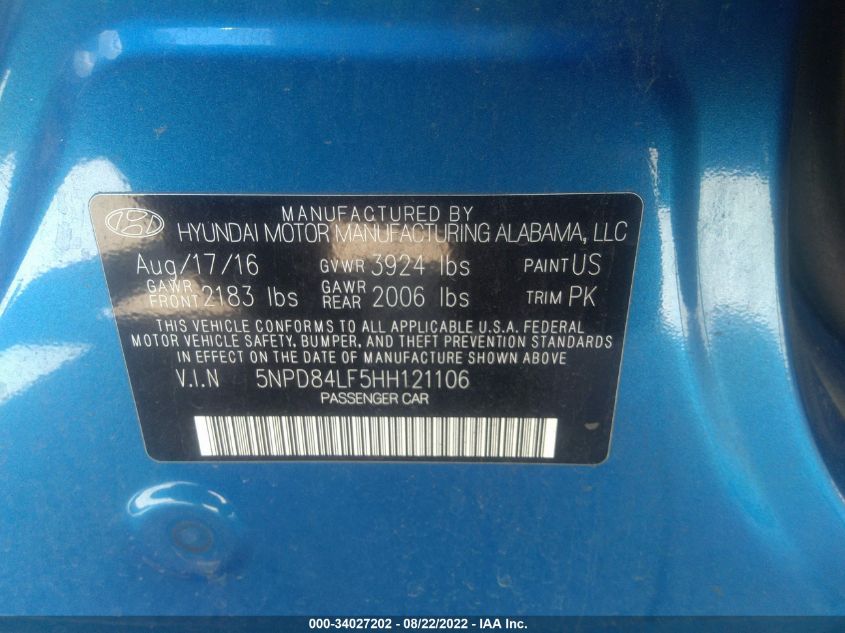 MANUFACTURED BY
HYUNDAI MOTOR MANUFACTURING ALABAMA, LLC
Aug/17/16 GVWR 3924 lbs PAINT US
GAWR FRONT 2183 lbs GAWR REAR 2006 lbs TRIM PK
THIS VEHICLE CONFORMS TO ALL APPLICABLE U.S.A. FEDERAL
MOTOR VEHICLE SAFETY, BUMPER, AND THEFT PREVENTION STANDARDS
IN EFFECT ON THE DATE OF MANUFACTURE SHOWN ABOVE
V.I.N 5NPD84LF5HH121106
PASSENGER CAR
000-34027202 - 08/22/2022 - IAA Inc.